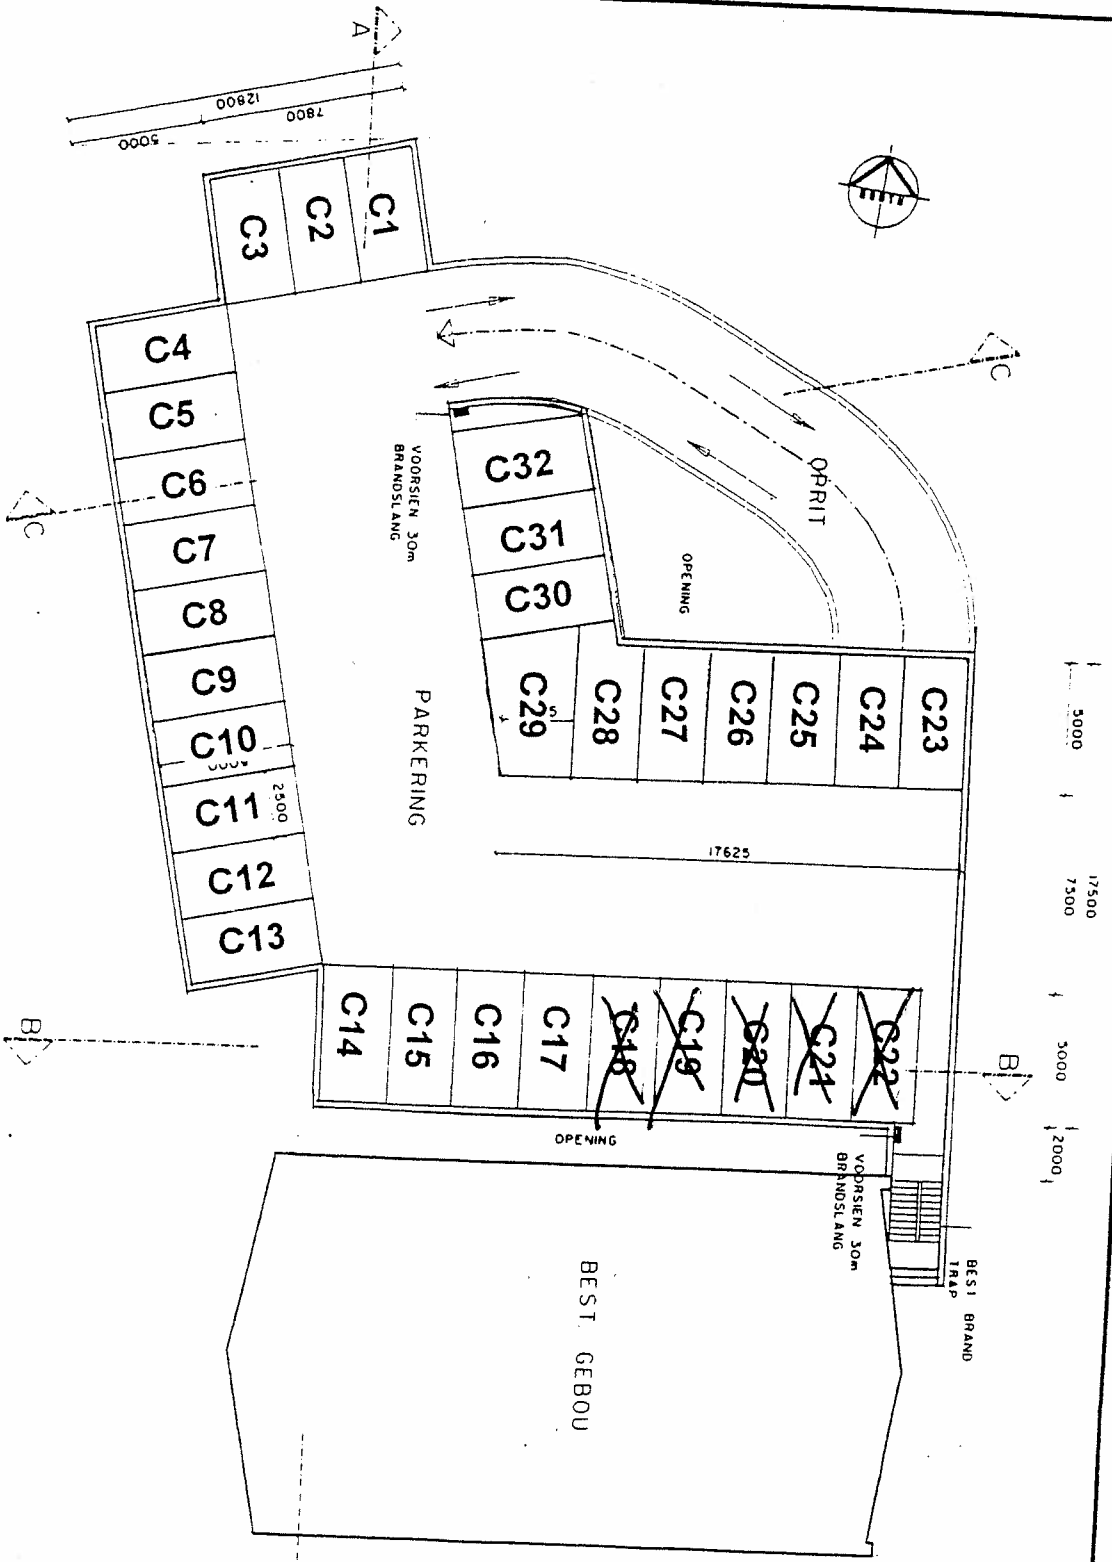 A
12800
7800
5000
C1
C2
C3
C4
C5
C6
C7
C8
C9
C10
C11
2500
C12
C13
C
C
OPRIT
OPENING
VOORSIEN 30m
BRANDSLANG
C32
C31
C30
C29
C28
C27
C26
C25
C24
C23
PARKERING
17625
5000
17500
7500
5000
2000
C14
C15
C16
C17
C18
C19
C20
C21
C22
B
B
OPENING
VOORSIEN 30m
BRANDSLANG
BEST BRAND
TRAP
BEST. GEBOU